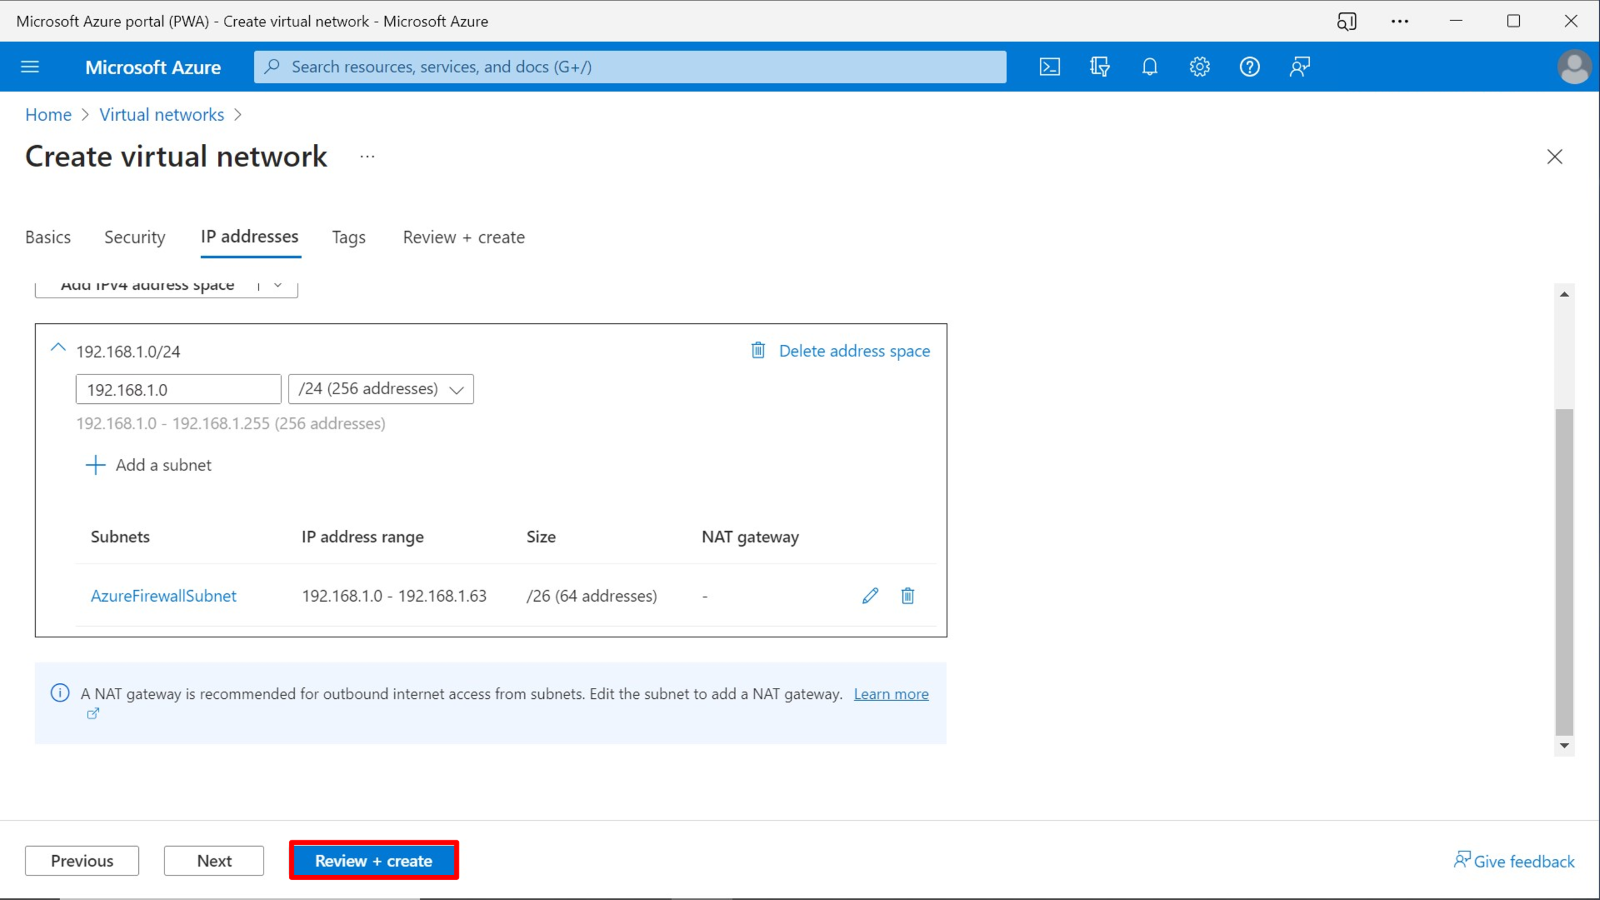 Microsoft Azure portal (PWA) - Create virtual network - Microsoft Azure
Microsoft Azure
Search resources, services, and docs (G+/)
Home > Virtual networks >
Create virtual network ...
Basics Security IP addresses Tags Review + create
Add IPv4 address space
192.168.1.0/24 Delete address space
192.168.1.0 /24 (256 addresses)
192.168.1.0 - 192.168.1.255 (256 addresses)
+ Add a subnet
Subnets IP address range Size NAT gateway
AzureFirewallSubnet 192.168.1.0 - 192.168.1.63 /26 (64 addresses) -
A NAT gateway is recommended for outbound internet access from subnets. Edit the subnet to add a NAT gateway. Learn more
Previous Next Review + create Give feedback